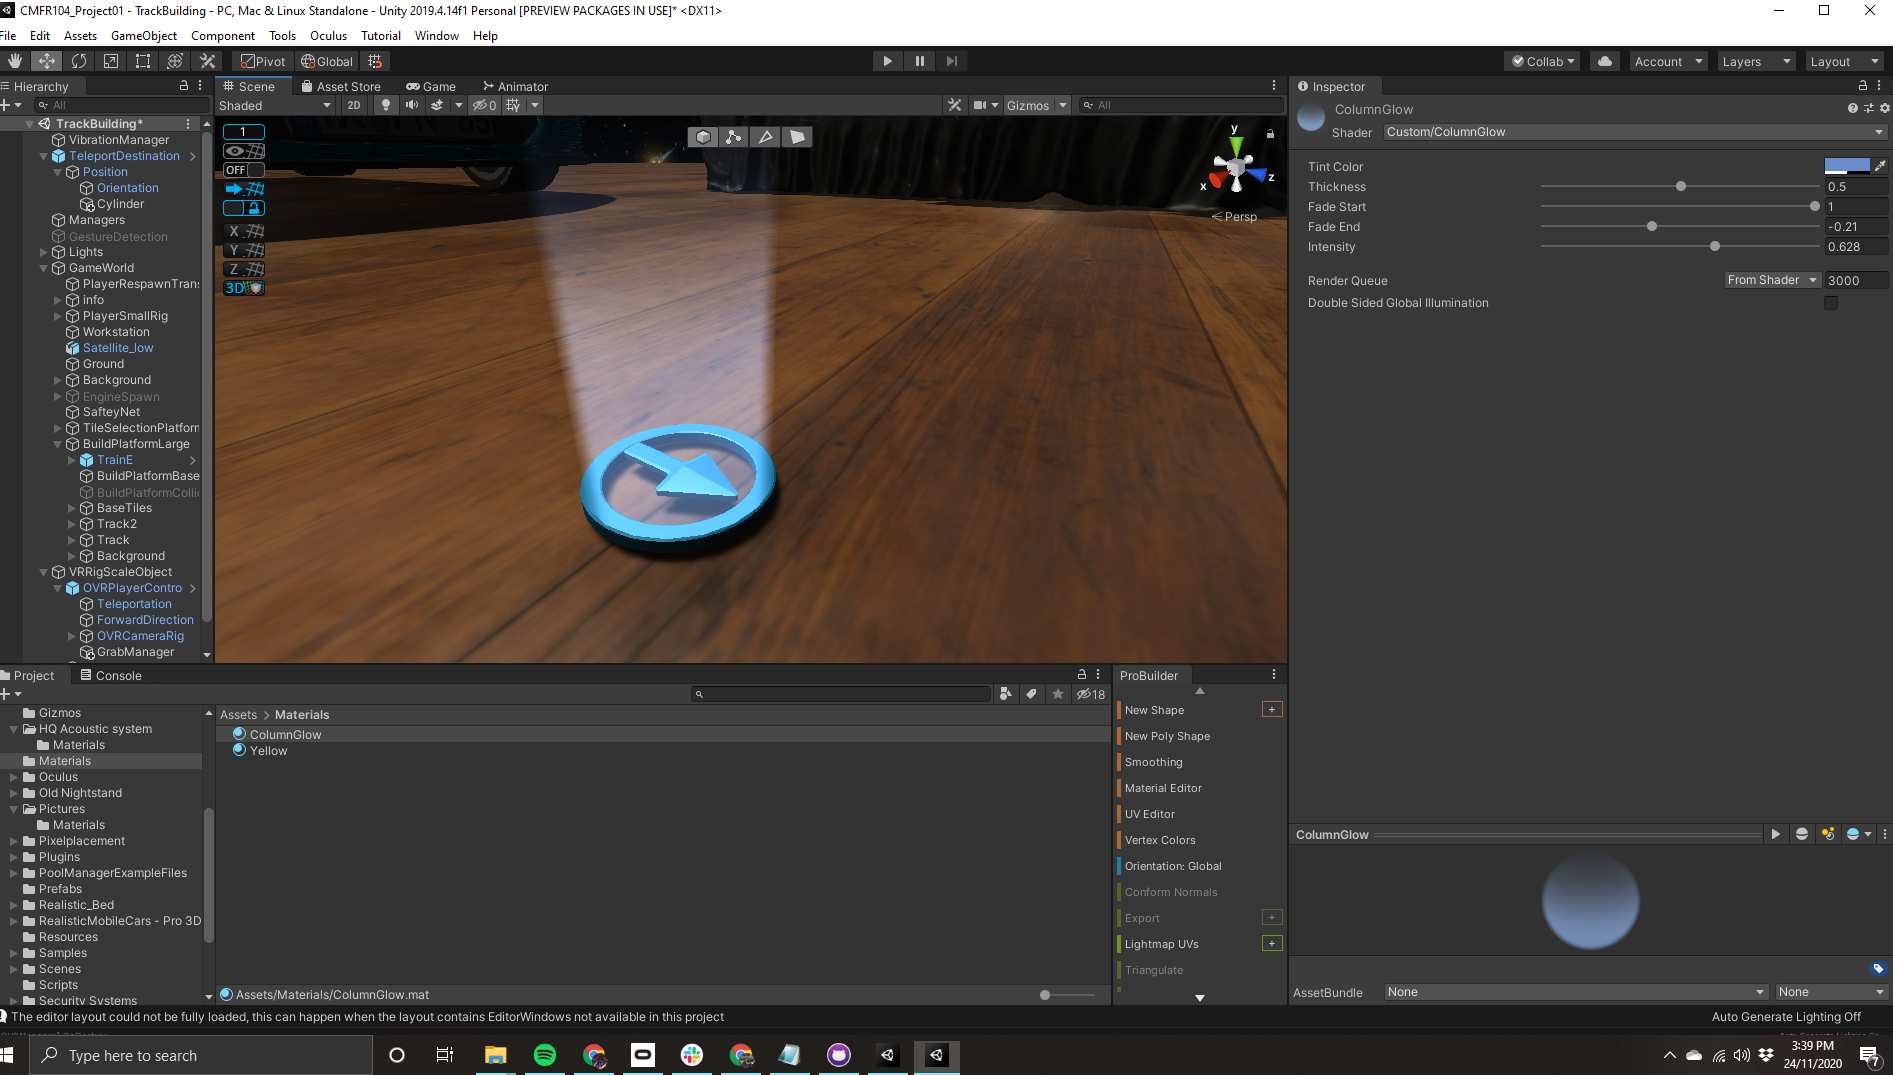 CMFR104_Project01 - TrackBuilding - PC, Mac & Linux Standalone - Unity 2019.4.14f1 Personal [PREVIEW PACKAGES IN USE]* <DX11>
File Edit Assets GameObject Component Tools Oculus Tutorial Window Help
Pivot Global Collab Account Layers Layout
Hierarchy
All
TrackBuilding*
VibrationManager
TeleportDestination
Position
Orientation
Cylinder
Managers
GestureDetection
Lights
GameWorld
PlayerRespawnTrans
info
PlayerSmallRig
Workstation
Satellite_low
Ground
Background
EngineSpawn
SafteyNet
TileSelectionPlatform
BuildPlatformLarge
TrainE
BuildPlatformBase
BuildPlatformColli
BaseTiles
Track2
Track
Background
VRRigScaleObject
OVRPlayerContro
Teleportation
ForwardDirection
OVRCameraRig
GrabManager
Scene Asset Store Game Animator
Shaded 2D 0 Gizmos All
1
OFF
X
Y
Z
3D
y
x
z
Persp
Inspector
ColumnGlow
Shader Custom/ColumnGlow
Tint Color
Thickness 0.5
Fade Start 1
Fade End -0.21
Intensity 0.628
Render Queue From Shader 3000
Double Sided Global Illumination
ColumnGlow
AssetBundle None None
Project Console
18
Gizmos
HQ Acoustic system
Materials
Materials
Oculus
Old Nightstand
Pictures
Materials
Pixelplacement
Plugins
PoolManagerExampleFiles
Prefabs
Realistic_Bed
RealisticMobileCars - Pro 3D
Resources
Samples
Scenes
Scripts
Security Systems
Assets > Materials
ColumnGlow
Yellow
Assets/Materials/ColumnGlow.mat
ProBuilder
New Shape +
New Poly Shape
Smoothing
Material Editor
UV Editor
Vertex Colors
Orientation: Global
Conform Normals
Export +
Lightmap UVs +
Triangulate
The editor layout could not be fully loaded, this can happen when the layout contains EditorWindows not available in this project
Auto Generate Lighting Off
Type here to search
3:39 PM
24/11/2020
7